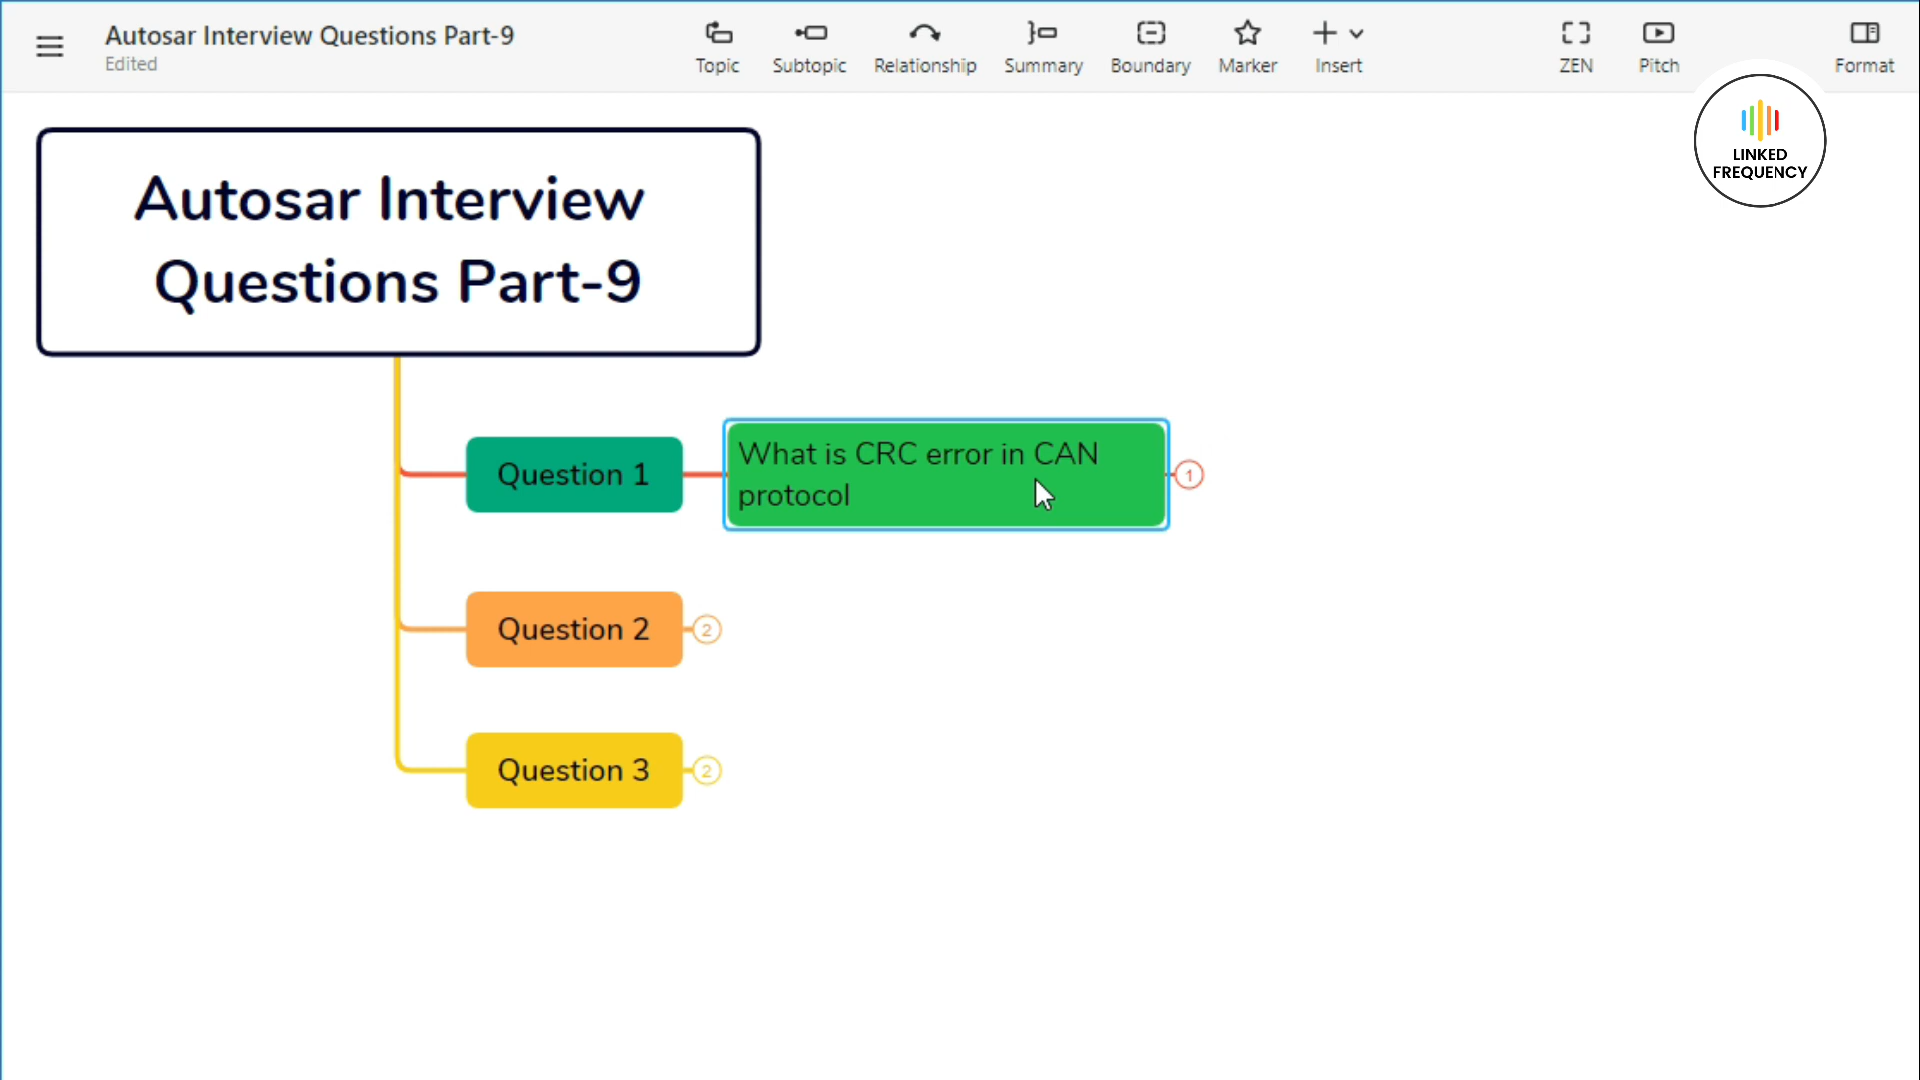 Autosar Interview Questions Part-9
Edited
Topic
Subtopic
Relationship
Summary
Boundary
Marker
Insert
ZEN
Pitch
Format
LINKED
FREQUENCY
Autosar Interview
Questions Part-9
Question 1
What is CRC error in CAN
protocol
1
Question 2
2
Question 3
2